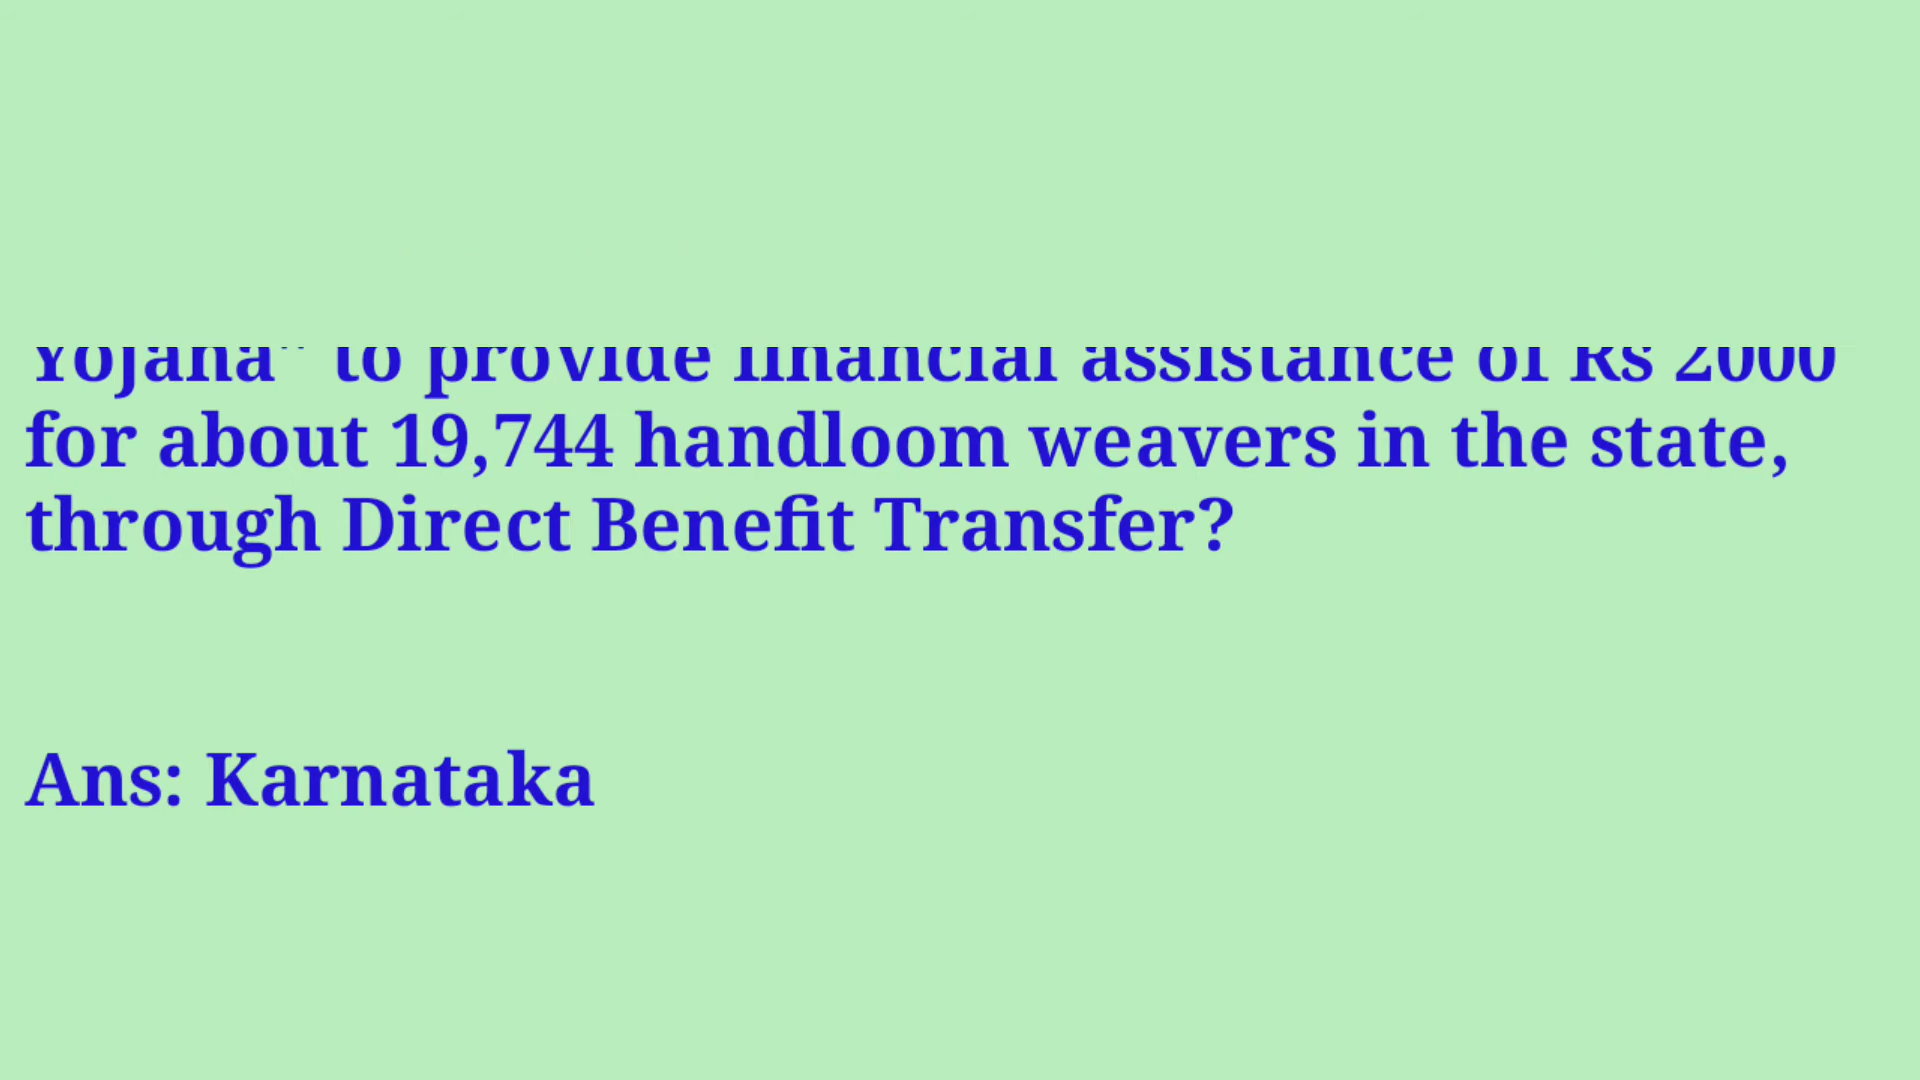 Yojana" to provide financial assistance of Rs 2000
for about 19,744 handloom weavers in the state,
through Direct Benefit Transfer?
Ans: Karnataka